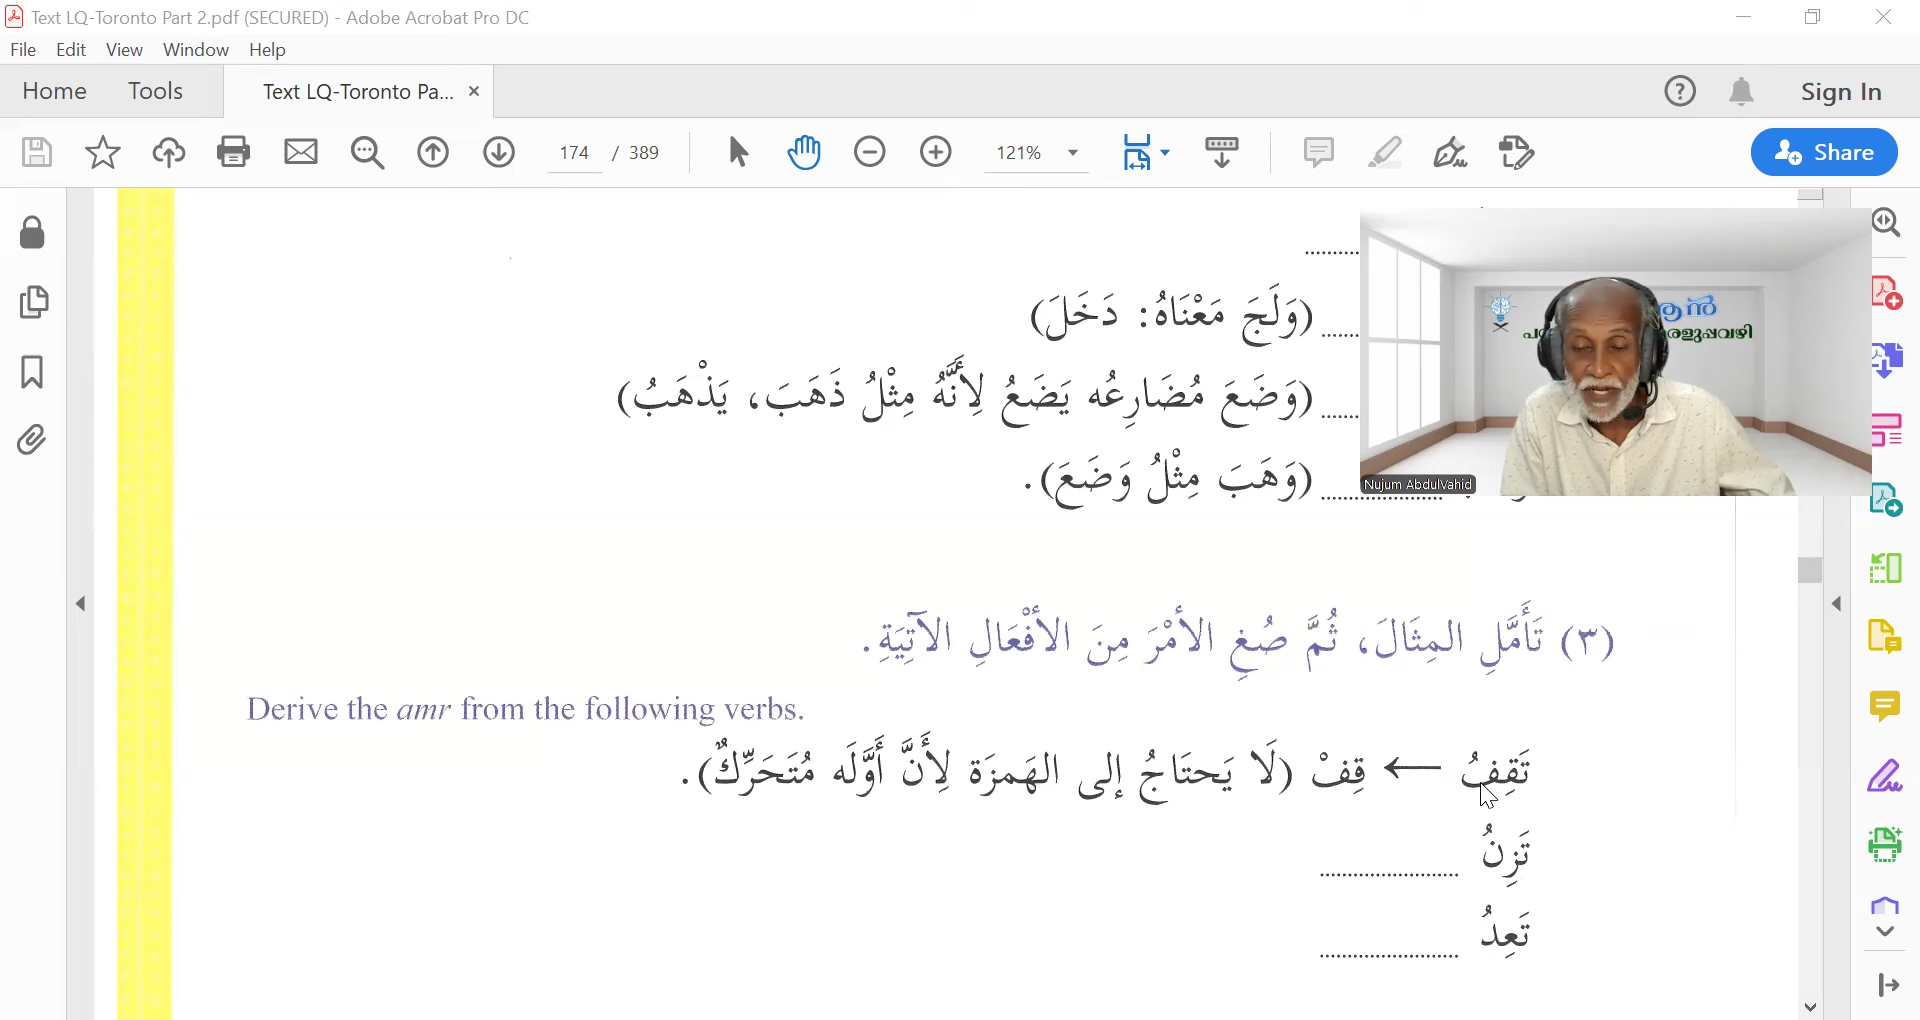 Text LQ-Toronto Part 2.pdf (SECURED) - Adobe Acrobat Pro DC
File Edit View Window Help
Home Tools Text LQ-Toronto Pa... × Sign In
174 / 389 121% Share
.............
...... (وَلَجَ مَعْنَاهُ: دَخَلَ)
...... (وَضَعَ مُضَارِعُه يَضَعُ لِأَنَّهُ مِثْلُ ذَهَبَ، يَذْهَبُ)
.................. (وَهَبَ مِثْلُ وَضَعَ).
Nujum AbdulVahid
(٣) تَأَمَّلِ المِثَالَ، ثُمَّ صُغِ الأَمْرَ مِنَ الأَفْعَالِ الآتِيَةِ.
Derive the amr from the following verbs.
تَقِفُ ← قِفْ (لَا يَحتَاجُ إلى الهَمزَة لِأَنَّ أَوَّلَه مُتَحَرِّكٌ).
تَزِنُ ........................
تَعِدُ ........................